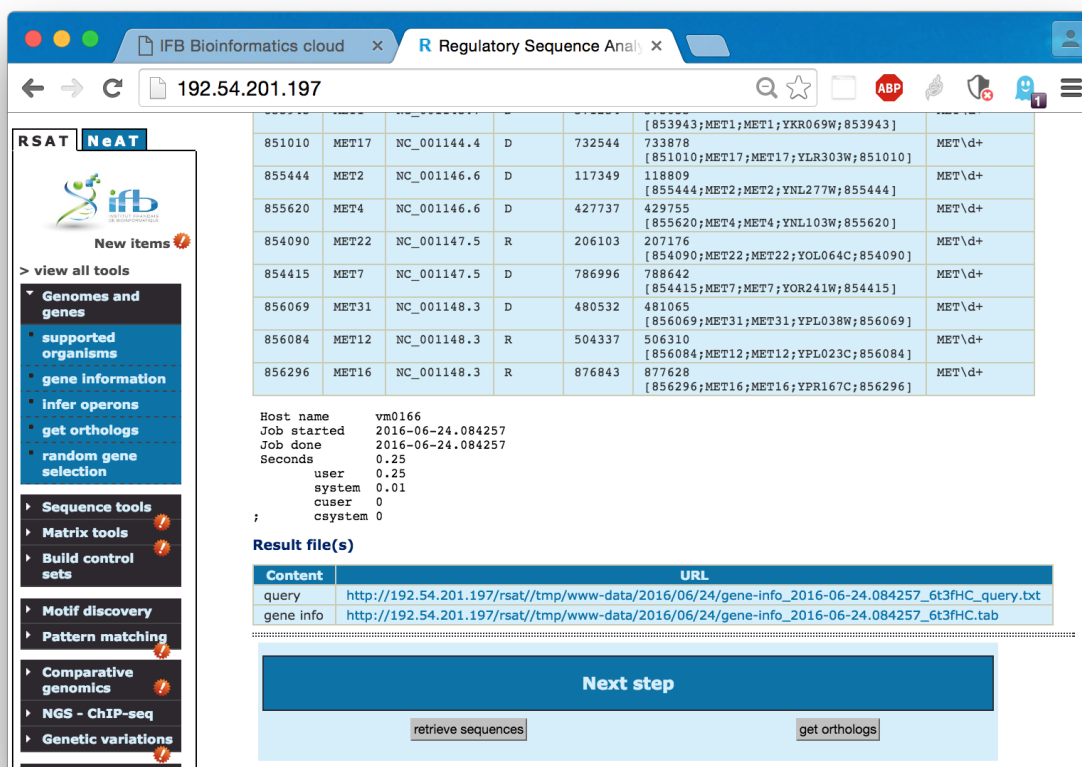 IFB Bioinformatics cloud ×
R Regulatory Sequence Anal ×
192.54.201.197
ABP
1
RSAT NeAT
ifb
INSTITUT FRANÇAIS
DE BIOINFORMATIQUE
New items
> view all tools
Genomes and
genes
supported
organisms
gene information
infer operons
get orthologs
random gene
selection
Sequence tools
Matrix tools
Build control
sets
Motif discovery
Pattern matching
Comparative
genomics
NGS - ChIP-seq
Genetic variations
[853943;MET1;MET1;YKR069W;853943]
851010 MET17 NC_001144.4 D 732544 733878 MET\d+
[851010;MET17;MET17;YLR303W;851010]
855444 MET2 NC_001146.6 D 117349 118809 MET\d+
[855444;MET2;MET2;YNL277W;855444]
855620 MET4 NC_001146.6 D 427737 429755 MET\d+
[855620;MET4;MET4;YNL103W;855620]
854090 MET22 NC_001147.5 R 206103 207176 MET\d+
[854090;MET22;MET22;YOL064C;854090]
854415 MET7 NC_001147.5 D 786996 788642 MET\d+
[854415;MET7;MET7;YOR241W;854415]
856069 MET31 NC_001148.3 D 480532 481065 MET\d+
[856069;MET31;MET31;YPL038W;856069]
856084 MET12 NC_001148.3 R 504337 506310 MET\d+
[856084;MET12;MET12;YPL023C;856084]
856296 MET16 NC_001148.3 R 876843 877628 MET\d+
[856296;MET16;MET16;YPR167C;856296]
Host name vm0166
Job started 2016-06-24.084257
Job done 2016-06-24.084257
Seconds 0.25
user 0.25
system 0.01
cuser 0
; csystem 0
Result file(s)
Content URL
query http://192.54.201.197/rsat//tmp/www-data/2016/06/24/gene-info_2016-06-24.084257_6t3fHC_query.txt
gene info http://192.54.201.197/rsat//tmp/www-data/2016/06/24/gene-info_2016-06-24.084257_6t3fHC.tab
Next step
retrieve sequences get orthologs